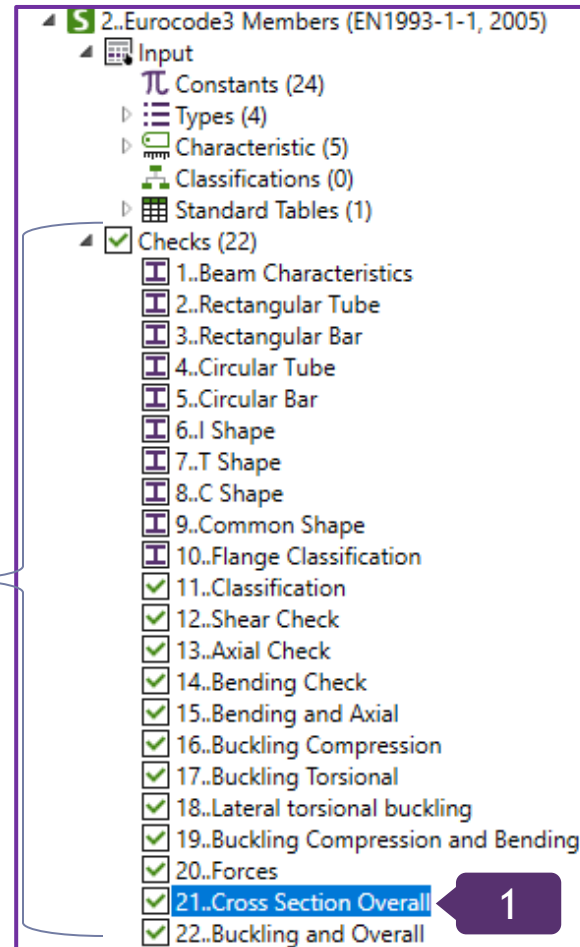 2..Eurocode3 Members (EN1993-1-1, 2005)
Input
Constants (24)
Types (4)
Characteristic (5)
Classifications (0)
Standard Tables (1)
Checks (22)
1..Beam Characteristics
2..Rectangular Tube
3..Rectangular Bar
4..Circular Tube
5..Circular Bar
6..I Shape
7..T Shape
8..C Shape
9..Common Shape
10..Flange Classification
11..Classification
12..Shear Check
13..Axial Check
14..Bending Check
15..Bending and Axial
16..Buckling Compression
17..Buckling Torsional
18..Lateral torsional buckling
19..Buckling Compression and Bending
20..Forces
21..Cross Section Overall 1
22..Buckling and Overall